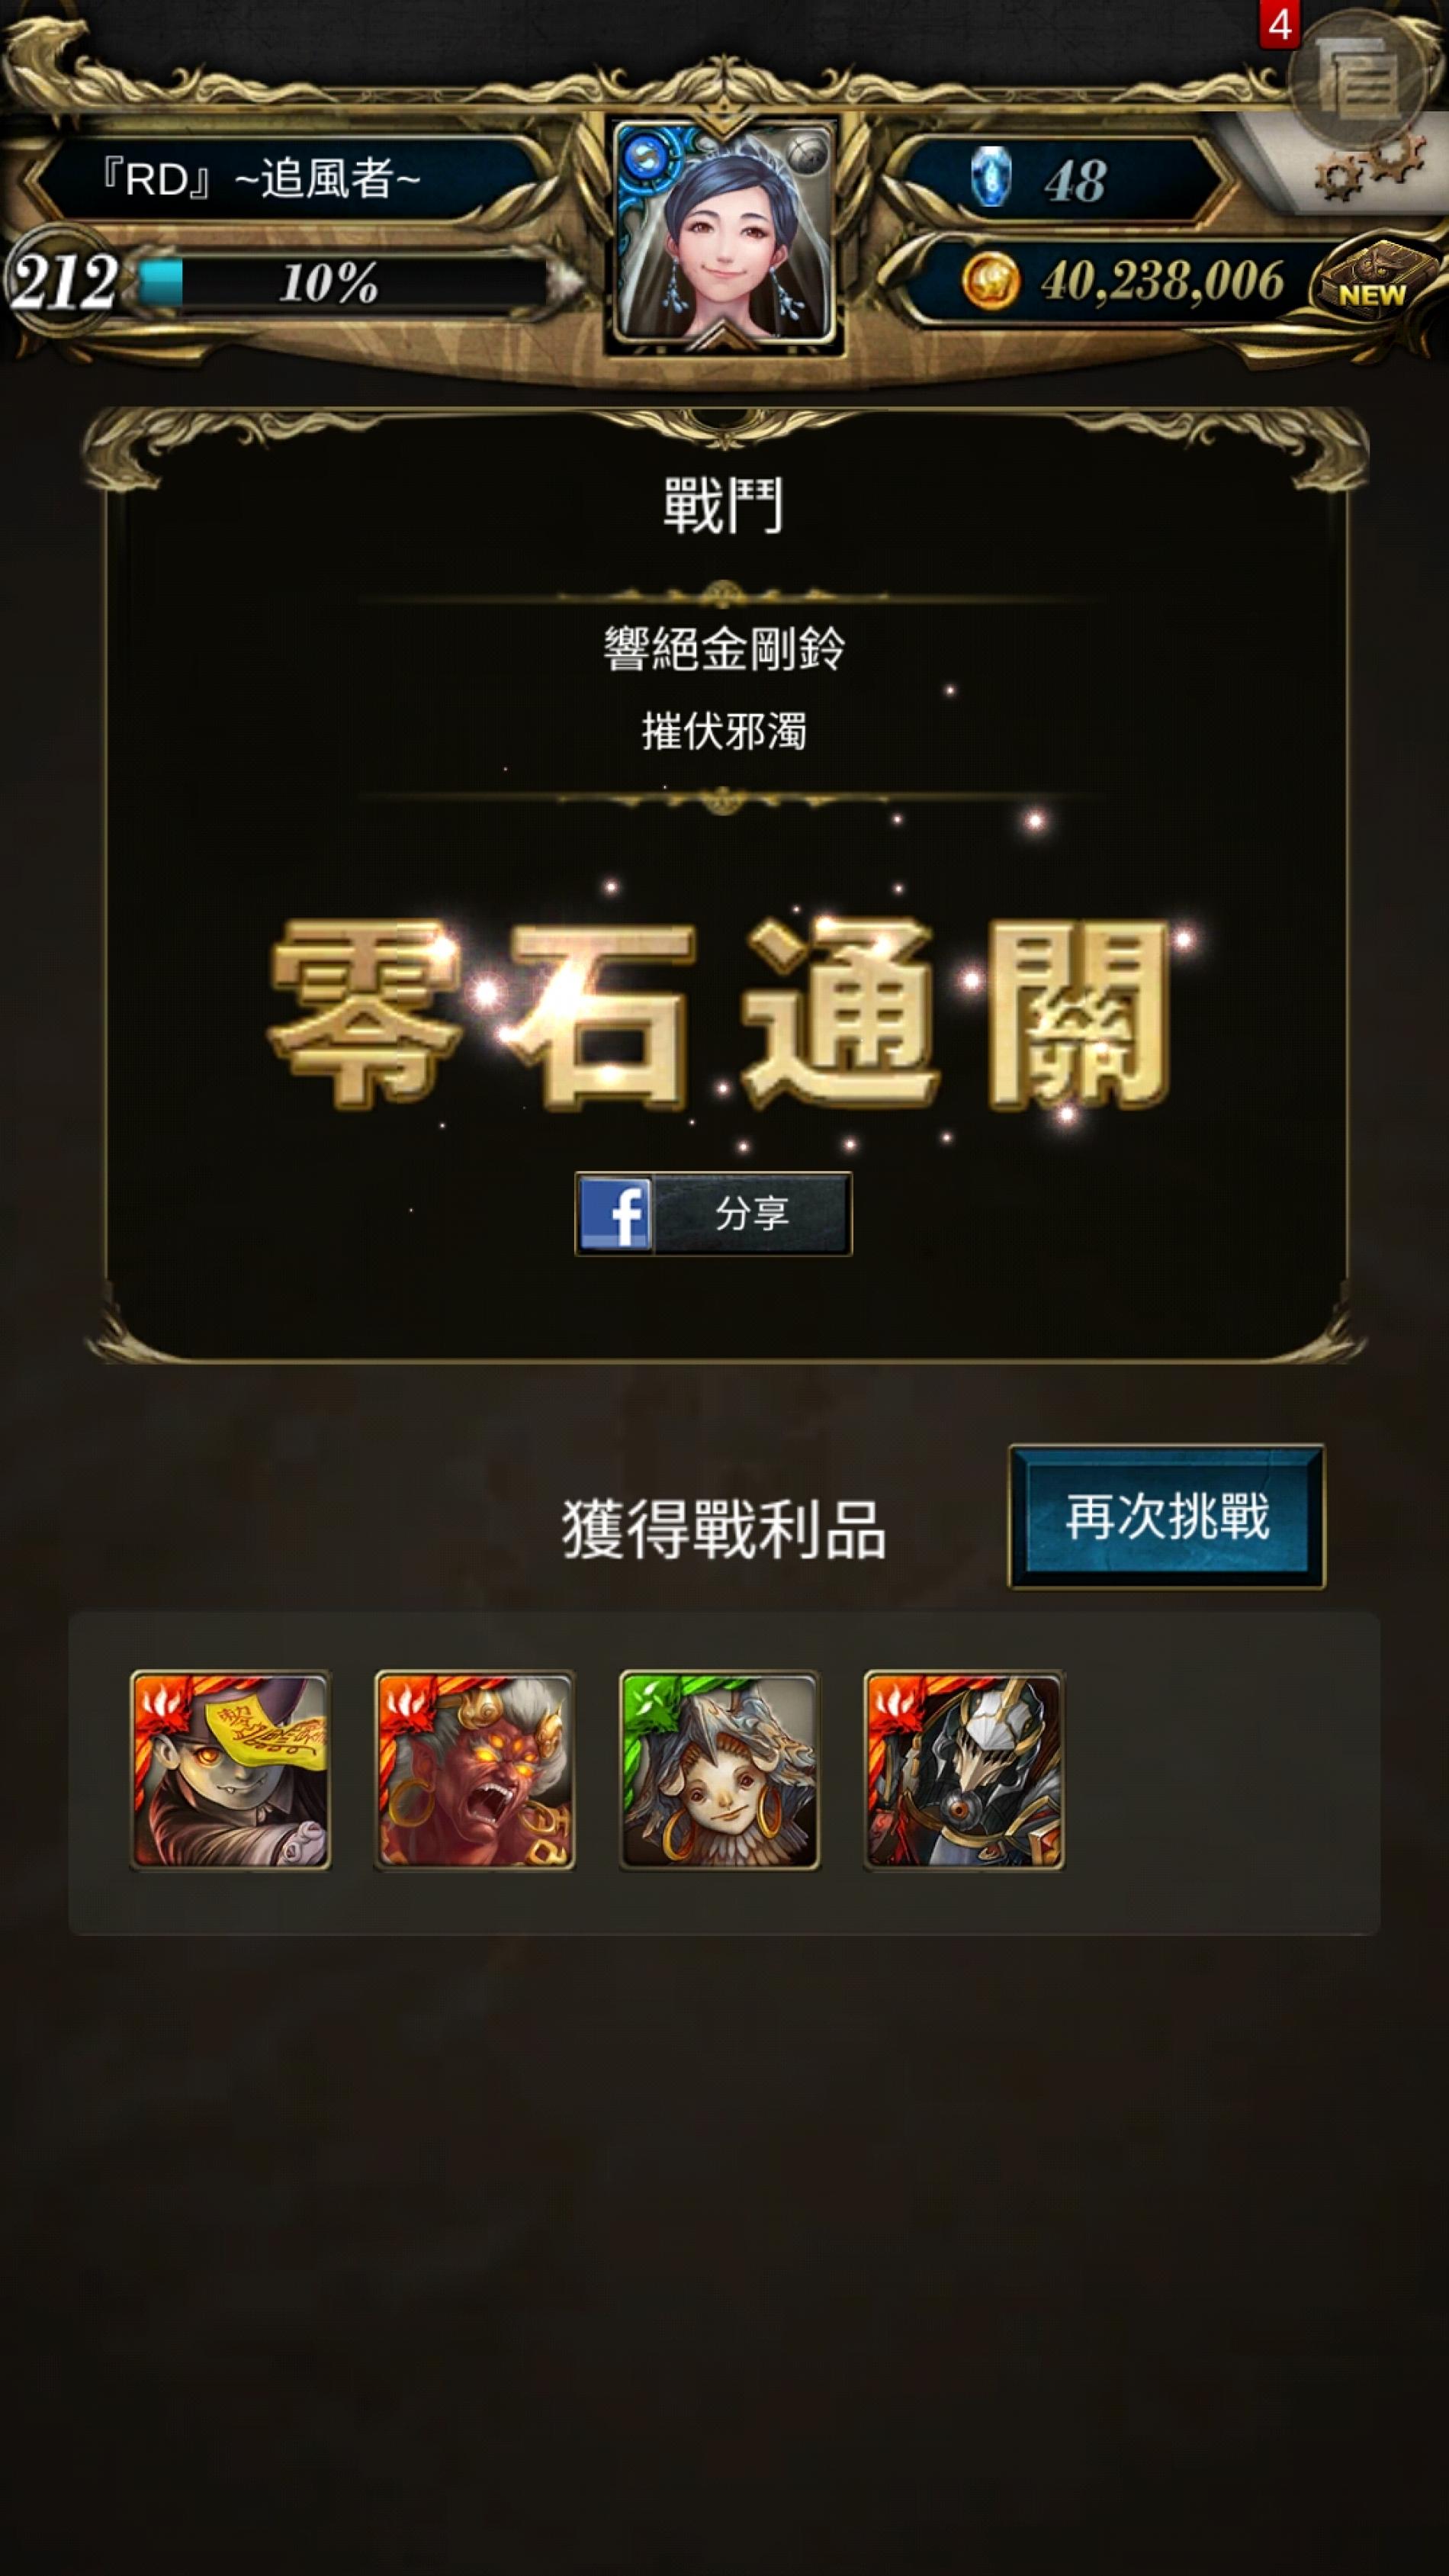 4
『RD』~追風者~
48
212
10%
40,238,006
NEW
戰鬥
響絕金剛鈴
摧伏邪濁
零石通關
f 分享
獲得戰利品
再次挑戰